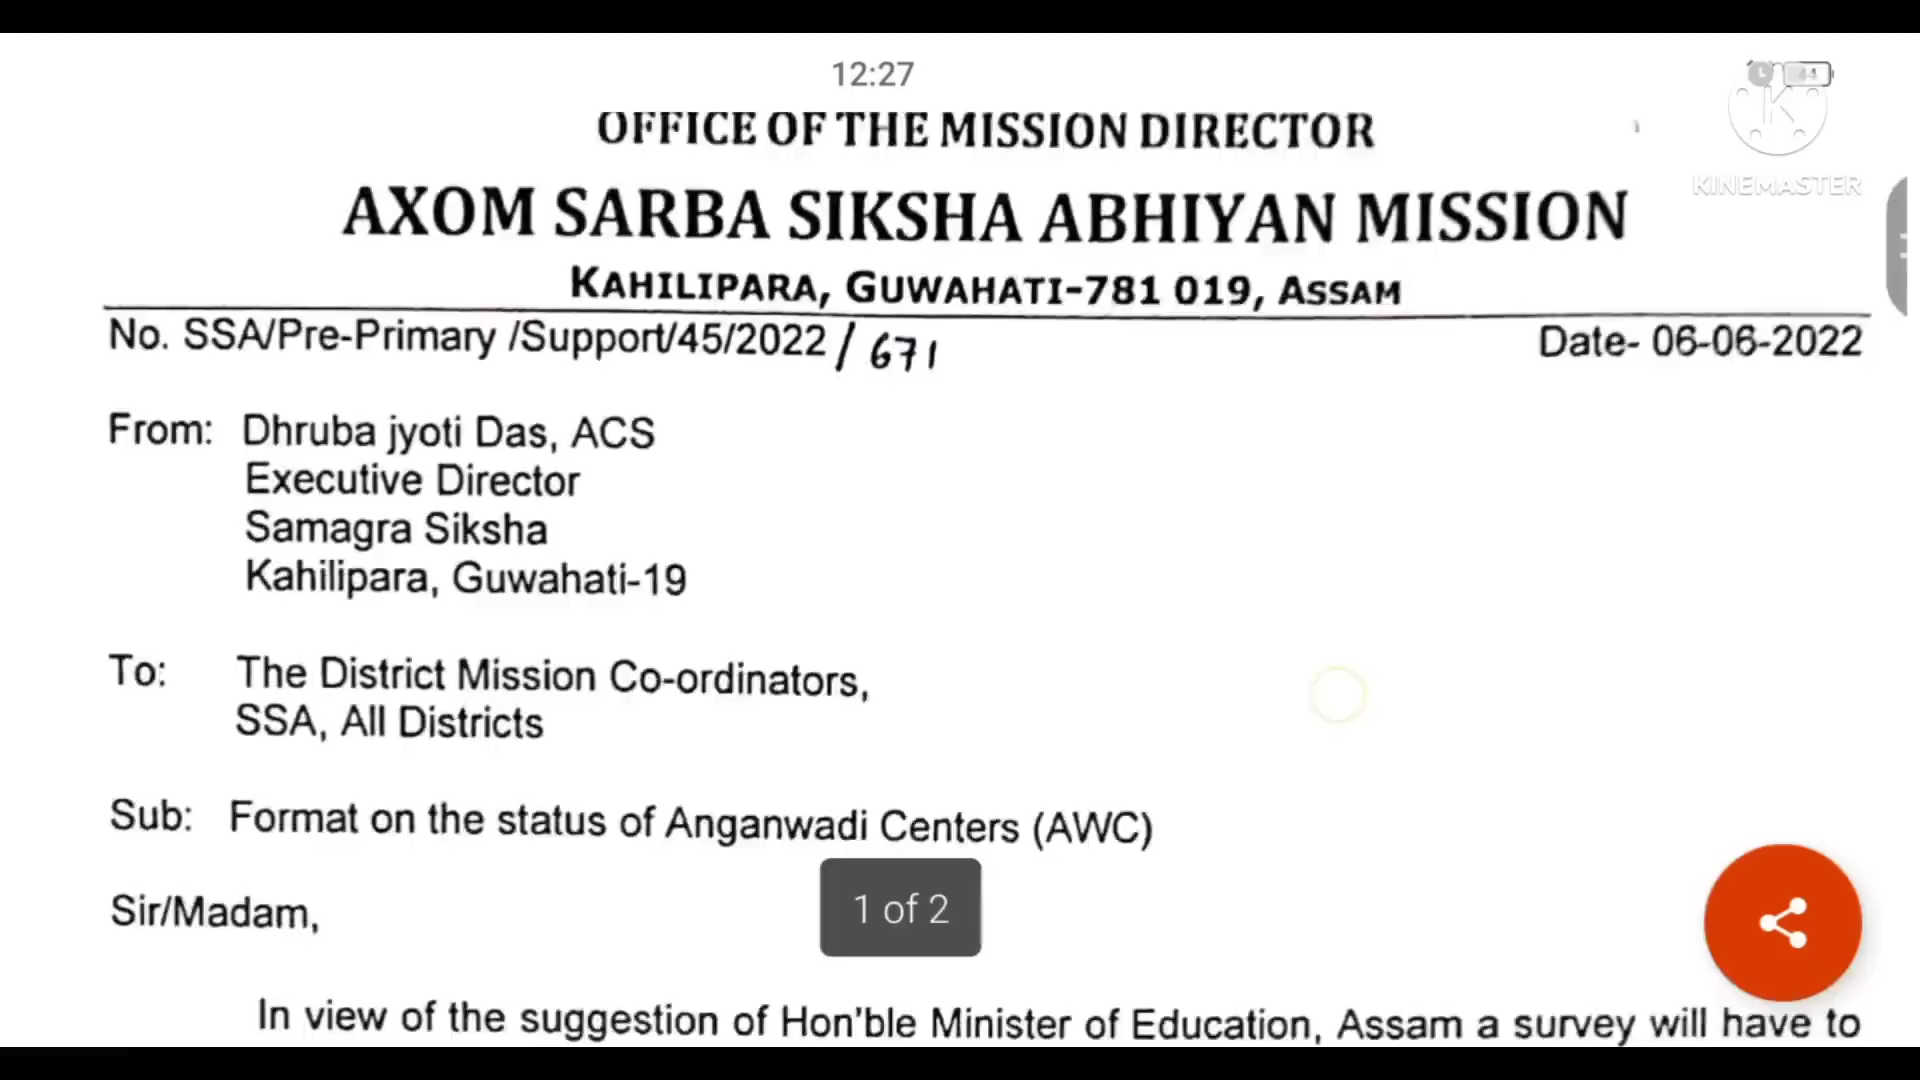 12:27
44
OFFICE OF THE MISSION DIRECTOR
KINEMASTER
AXOM SARBA SIKSHA ABHIYAN MISSION
KAHILIPARA, GUWAHATI-781 019, ASSAM
No. SSA/Pre-Primary /Support/45/2022 / 671 Date- 06-06-2022
From: Dhruba jyoti Das, ACS
Executive Director
Samagra Siksha
Kahilipara, Guwahati-19
To: The District Mission Co-ordinators,
SSA, All Districts
Sub: Format on the status of Anganwadi Centers (AWC)
Sir/Madam,
1 of 2
In view of the suggestion of Hon'ble Minister of Education, Assam a survey will have to